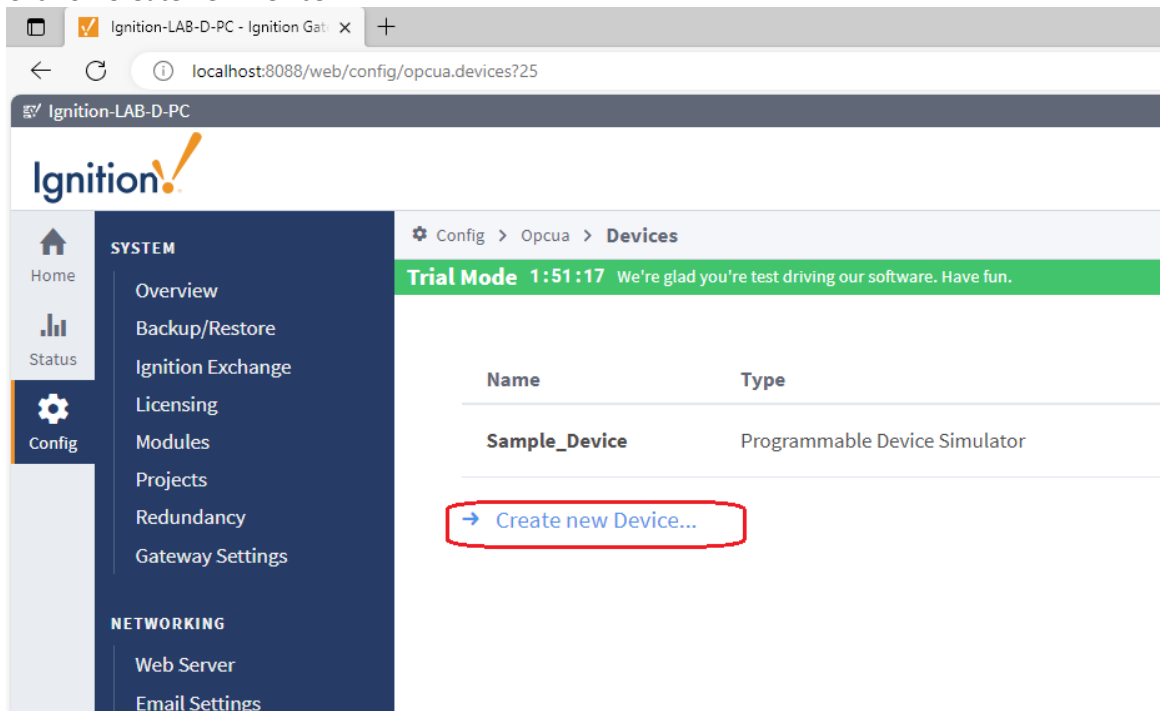 Ignition-LAB-D-PC - Ignition Gat
localhost:8088/web/config/opcua.devices?25
Ignition-LAB-D-PC
Ignition!
Config > Opcua > Devices
Trial Mode 1:51:17 We're glad you're test driving our software. Have fun.
Home
Status
Config
SYSTEM
Overview
Backup/Restore
Ignition Exchange
Licensing
Modules
Projects
Redundancy
Gateway Settings
NETWORKING
Web Server
Email Settings
Name Type
Sample_Device Programmable Device Simulator
→ Create new Device...